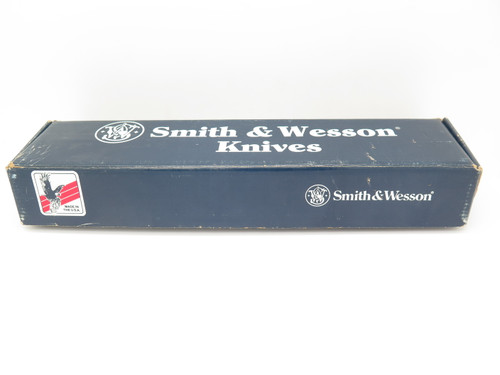 Smith & Wesson®
Knives
Smith & Wesson®
MADE IN
THE U.S.A.